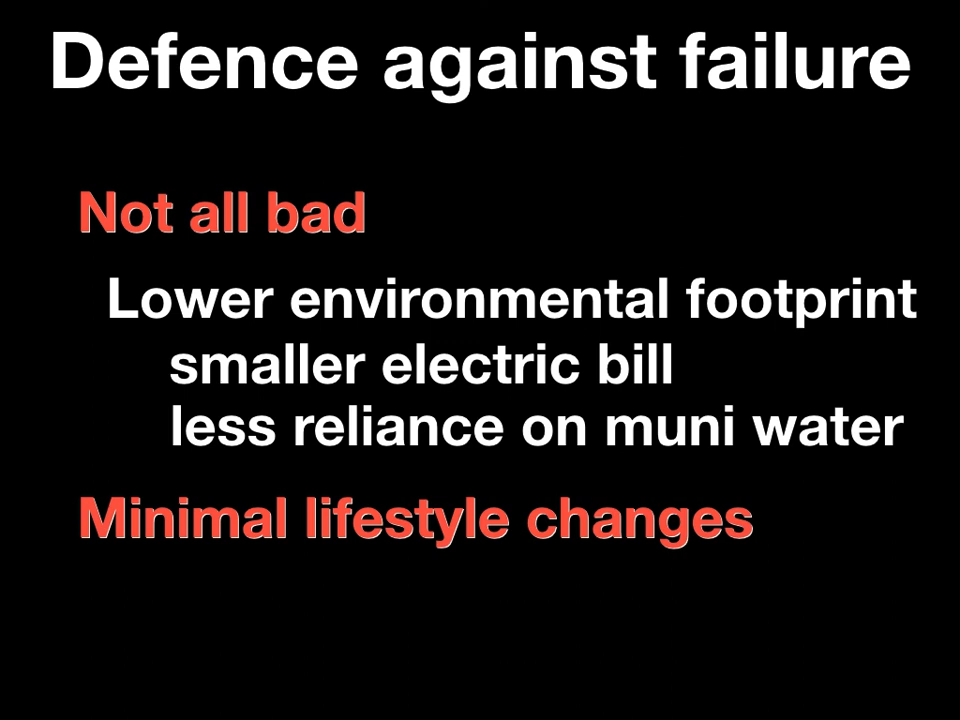 Defence against failure
Not all bad
Lower environmental footprint
smaller electric bill
less reliance on muni water
Minimal lifestyle changes